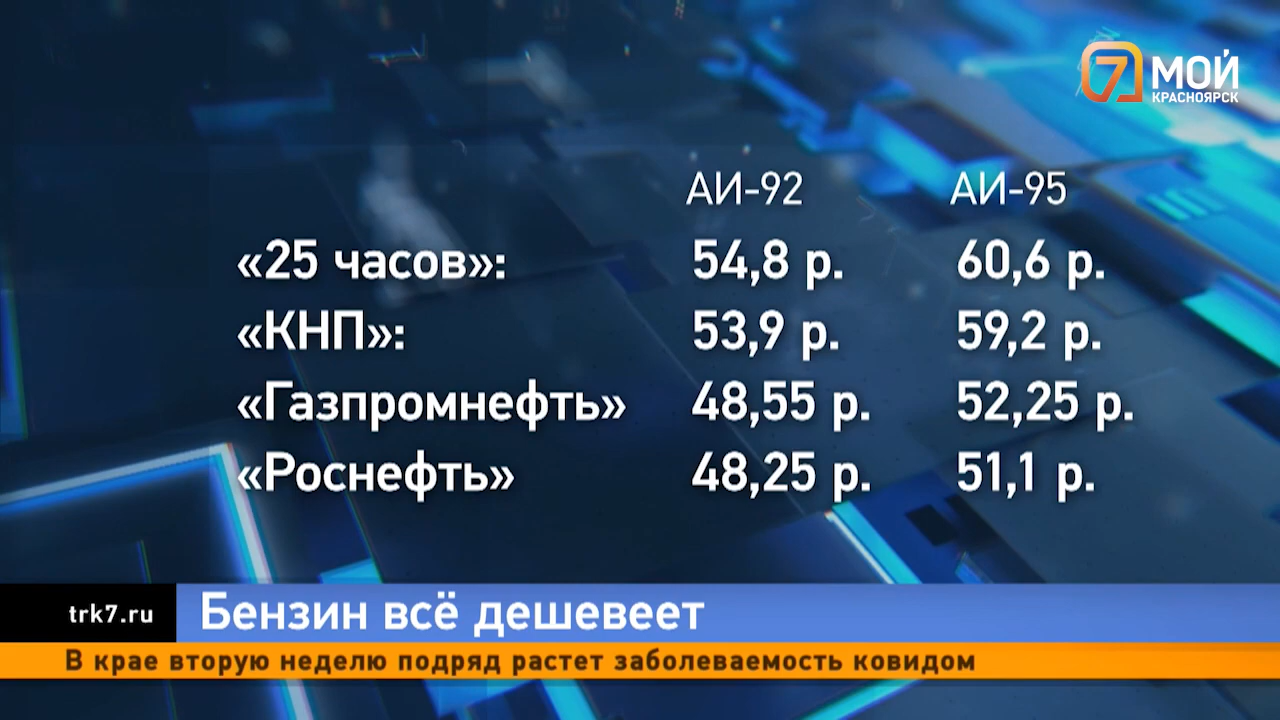 7 МОЙ
КРАСНОЯРСК
АИ-92 АИ-95
«25 часов»: 54,8 р. 60,6 р.
«КНП»: 53,9 р. 59,2 р.
«Газпромнефть» 48,55 р. 52,25 р.
«Роснефть» 48,25 р. 51,1 р.
trk7.ru Бензин всё дешевеет
В крае вторую неделю подряд растет заболеваемость ковидом